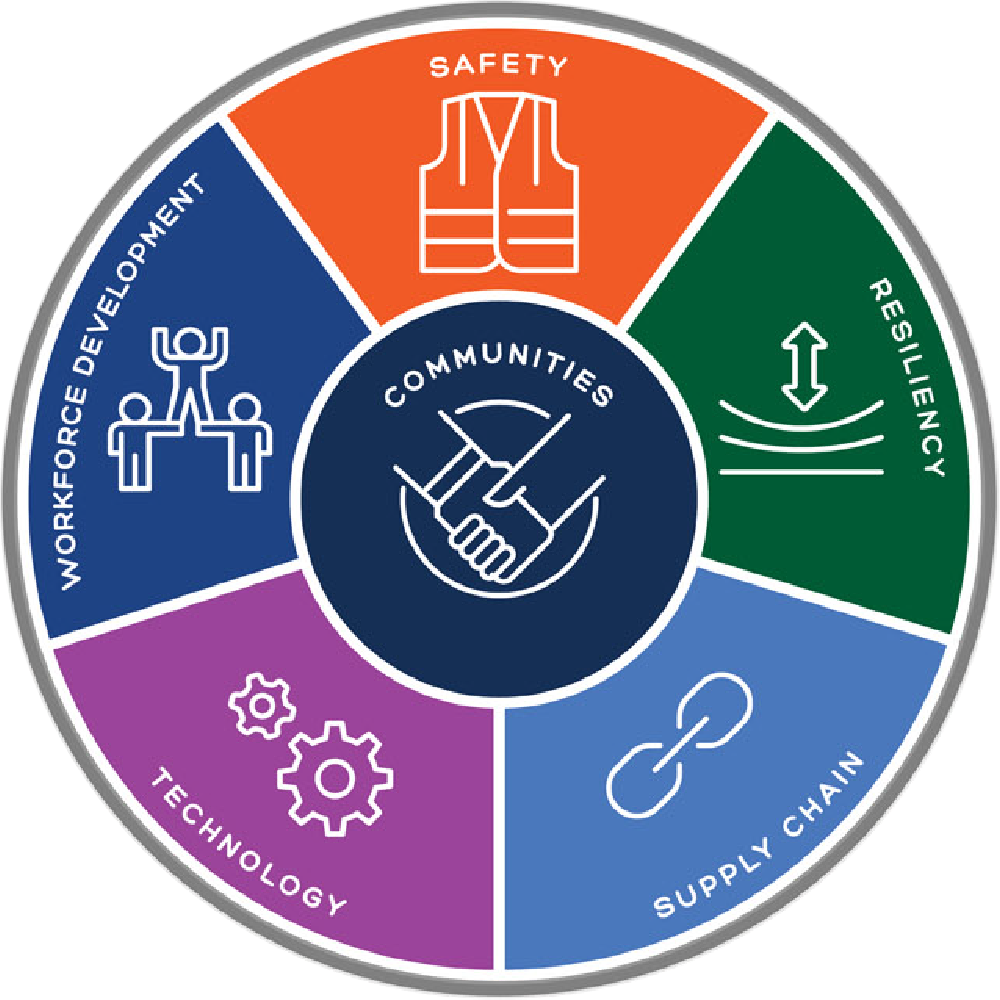 SAFETY
RESILIENCY
SUPPLY CHAIN
TECHNOLOGY
WORKFORCE DEVELOPMENT
COMMUNITIES